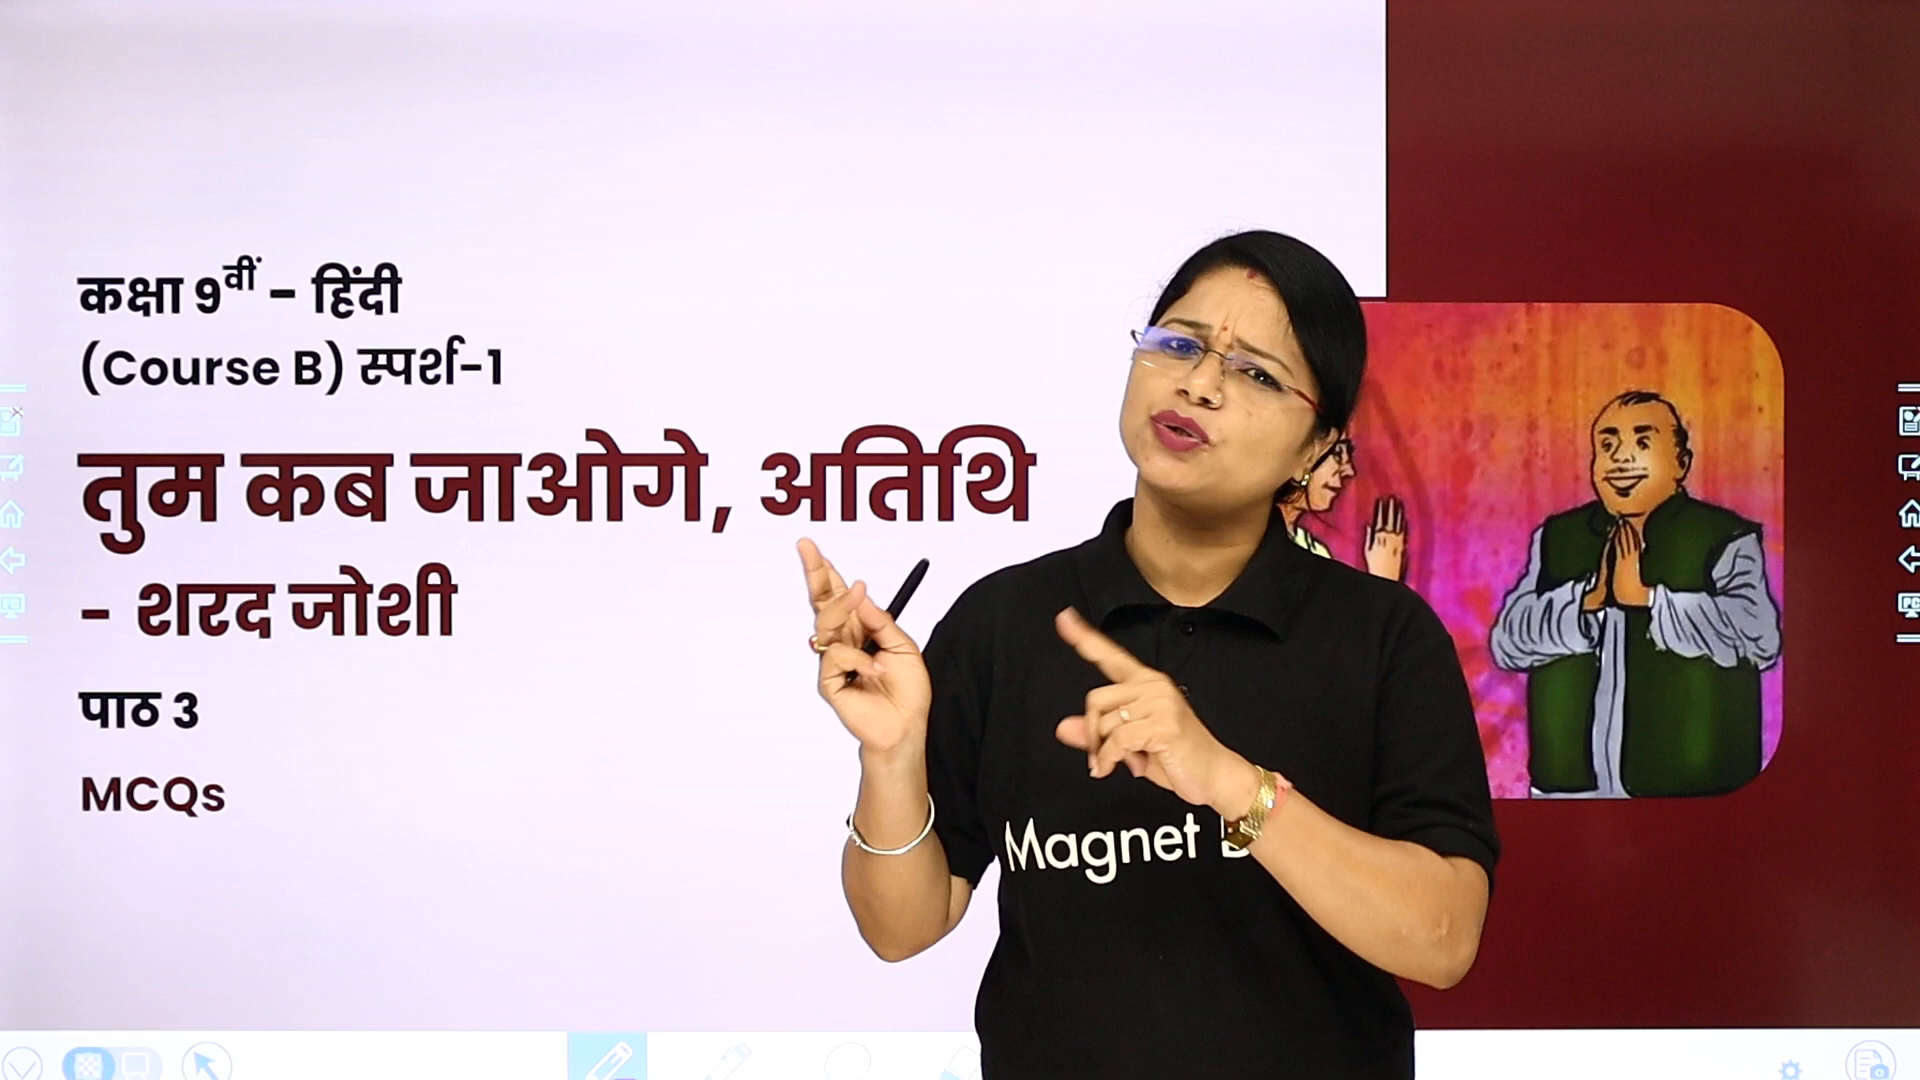 कक्षा 9वीं - हिंदी
(Course B) स्पर्श-1
तुम कब जाओगे, अतिथि
- शरद जोशी
पाठ 3
MCQs
Magnet